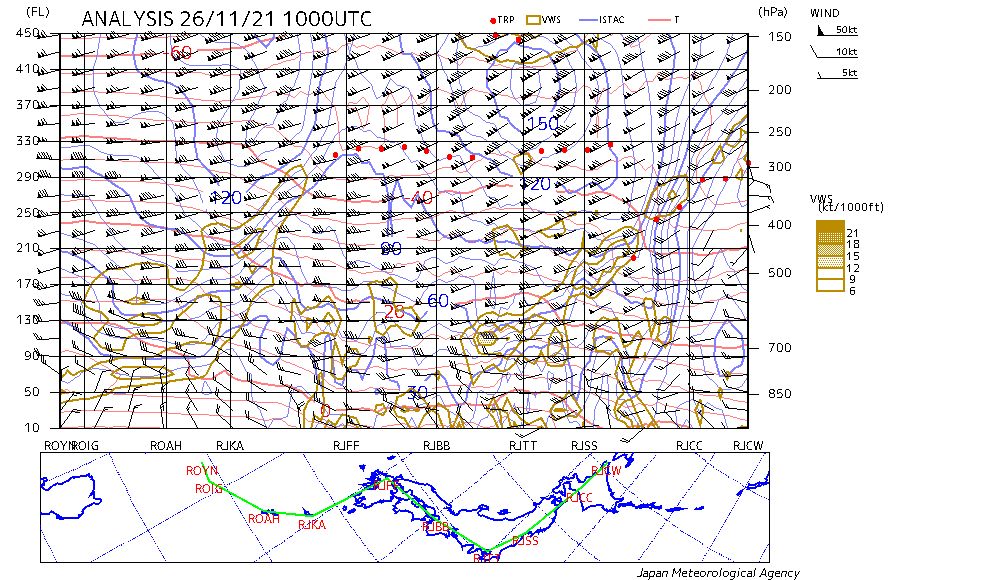 (FL) ANALYSIS 26/11/21 1000UTC TRP VWS ISTAC T (hPa) WIND
450 60 150 50kt
410 10kt
370 200 5kt
150
330 250
290 300
120 40 120 VWS
250 (kt/1000ft)
400
210 90 21
18
500 15
170 12
60 9
130 20 6
90 700
50 30 850
0
10
ROYN ROIG ROAH RJKA RJFF RJBB RJTT RJSS RJCC RJCW
ROYN RJCW
ROIG RJFF RJCC
ROAH RJKA RJBB
RJSS
RJTT
Japan Meteorological Agency